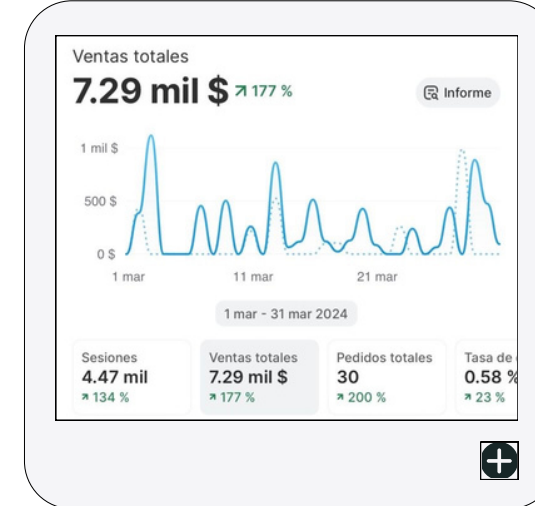 Ventas totales
7.29 mil $ 177 %
Informe
1 mil $
500 $
0 $
1 mar 11 mar 21 mar
1 mar - 31 mar 2024
Sesiones Ventas totales Pedidos totales Tasa de
4.47 mil 7.29 mil $ 30 0.58 %
134 % 177 % 200 % 23 %